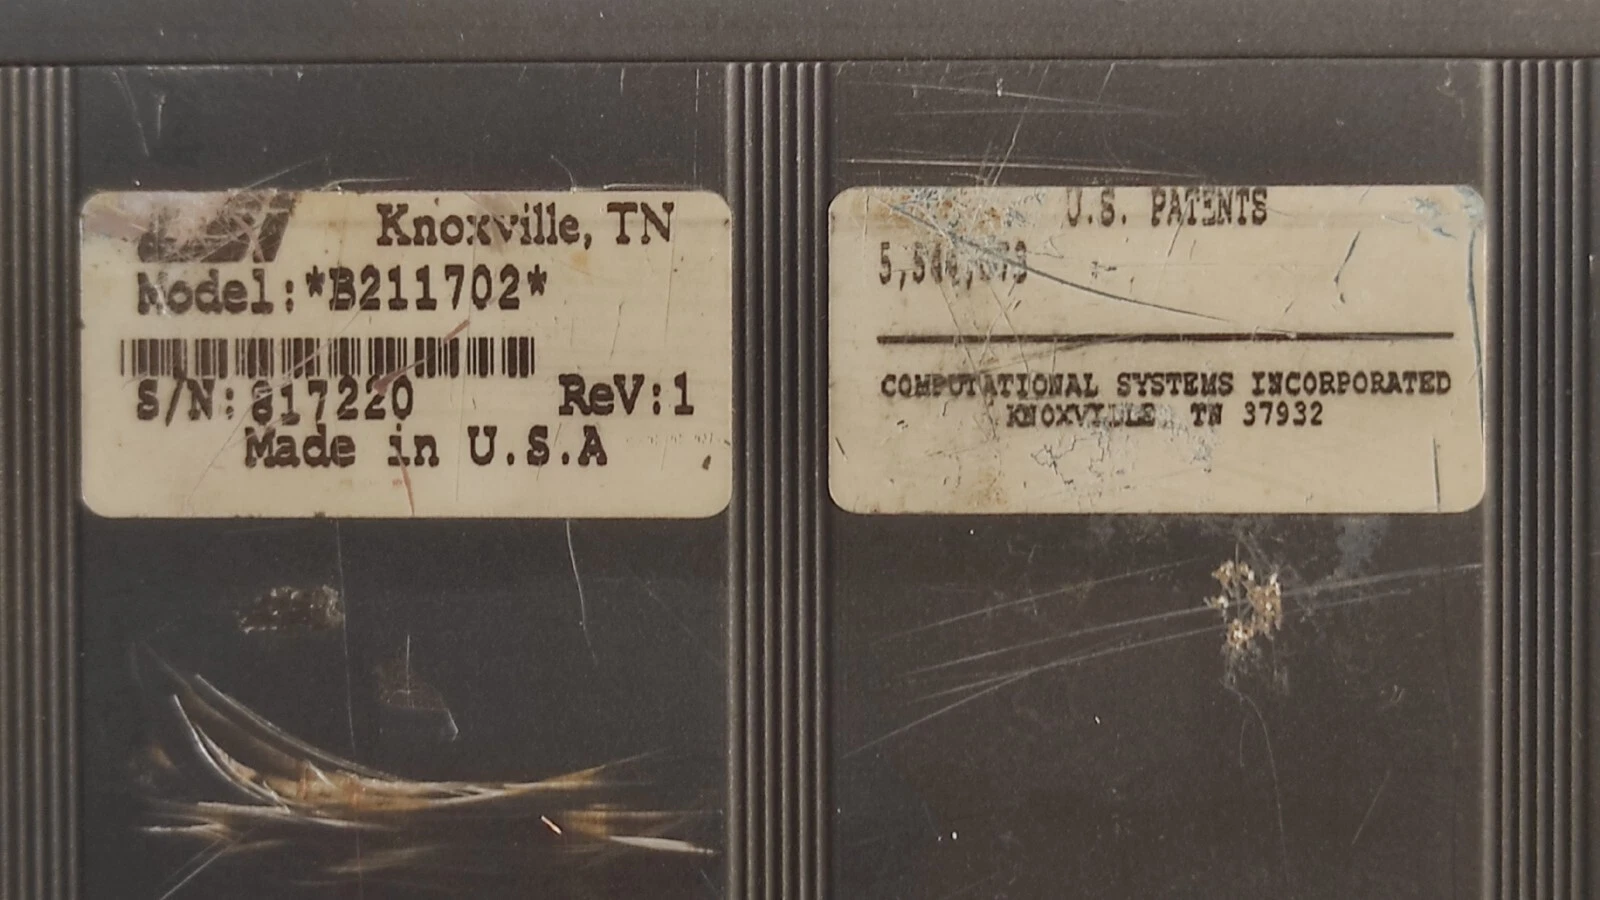 Knoxville, TN
Model:*B211702*
S/N:817220 ReV:1
Made in U.S.A
U.S. PATENTS
COMPUTATIONAL SYSTEMS INCORPORATED
KNOXVILLE TN 37932